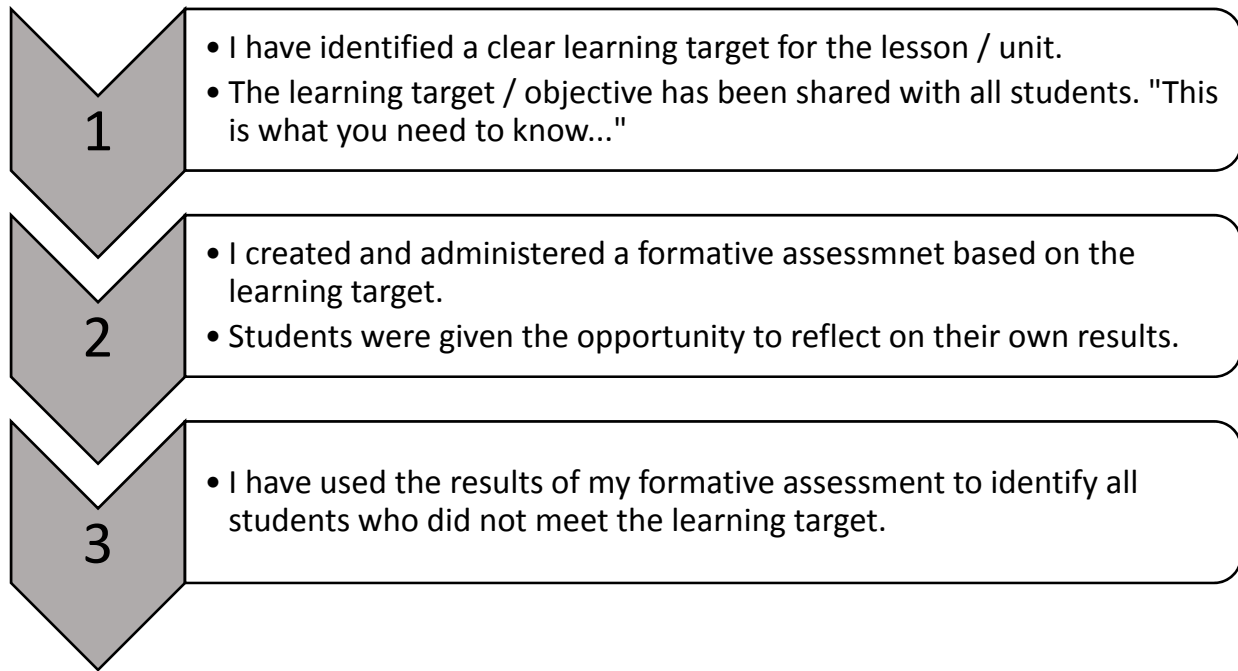 1
• I have identified a clear learning target for the lesson / unit.
• The learning target / objective has been shared with all students. "This
is what you need to know..."
2
• I created and administered a formative assessmnet based on the
learning target.
• Students were given the opportunity to reflect on their own results.
3
• I have used the results of my formative assessment to identify all
students who did not meet the learning target.